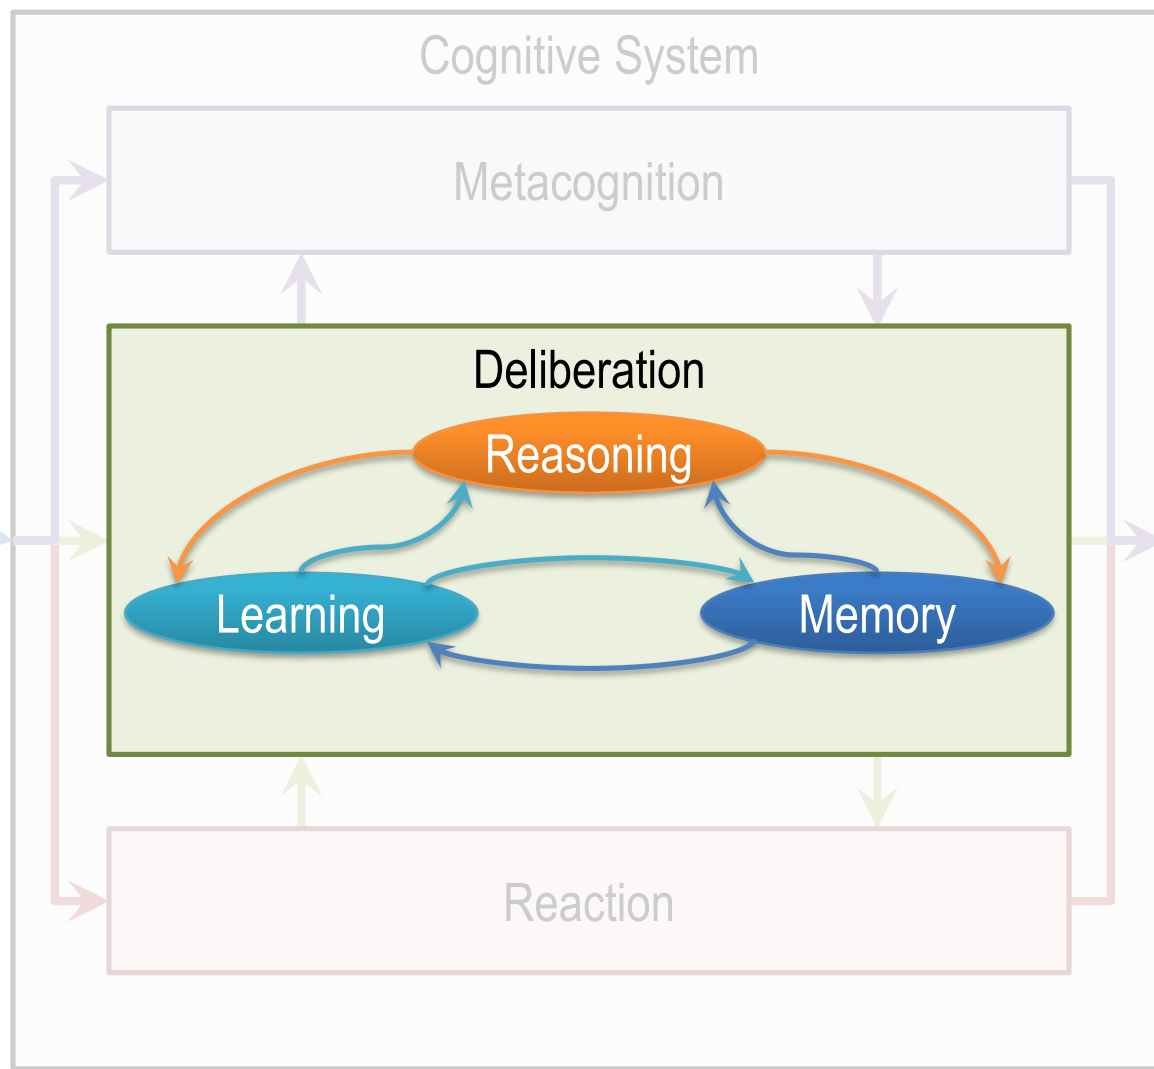 Cognitive System
Metacognition
Deliberation
Reasoning
Learning
Memory
Reaction